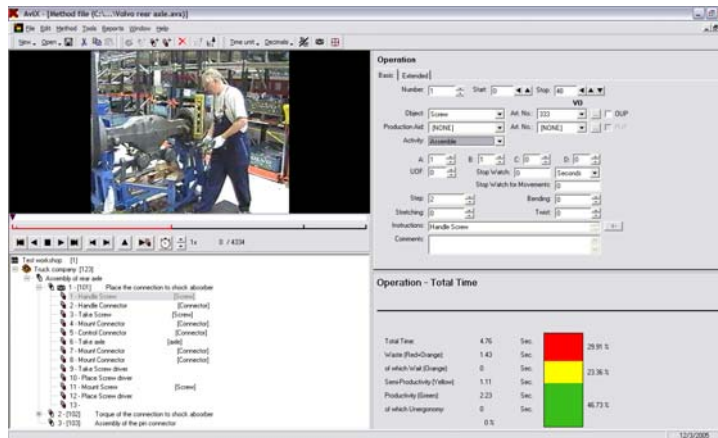 AviX - [Method file (C:\...\Volvo rear axle.avx)]
File Edit Method Tools Reports Window Help
New Open Time unit Decimals
Operation
Basic Extended
Number: 1 Start: 0 Stop: 48
VO
Object: Screw Art. No.: 333 OUP
Production Aid: [NONE] Art. No.: [NONE]
Activity: Assemble
A: 1 B: 1 C: 0 D: 0
UDF: 0 Stop Watch: 0 Seconds
Stop Watch for Movements: 0
Step: 2 Bending: 0
Stretching: 0 Twist: 0
Instructions: Handle Screw
Comments:
1x 0 / 4334
Test workshop [1]
Truck company [123]
Assembly of rear axle
1 - [101] Place the connection to shock absorber
1 - Handle Screw [Screw]
2 - Handle Connector [Connector]
3 - Take Screw [Screw]
4 - Mount Connector [Connector]
5 - Control Connector [Connector]
6 - Take axle [axle]
7 - Mount Connector [Connector]
8 - Mount Connector [Connector]
9 - Take Screw driver
10 - Place Screw driver
11 - Mount Screw [Screw]
12 - Place Screw driver
13 -
2 - [102] Torque of the connection to shock absorber
3 - [103] Assembly of the pin connector
Operation - Total Time
Total Time: 4.76 Sec.
Waste (Red+Orange): 1.43 Sec.
of which Wait (Orange): 0 Sec.
Semi-Productivity (Yellow): 1.11 Sec.
Productivity (Green): 2.23 Sec.
of which Unergonomy: 0 Sec.
0 %
29.91 %
23.36 %
46.73 %
12/3/2005